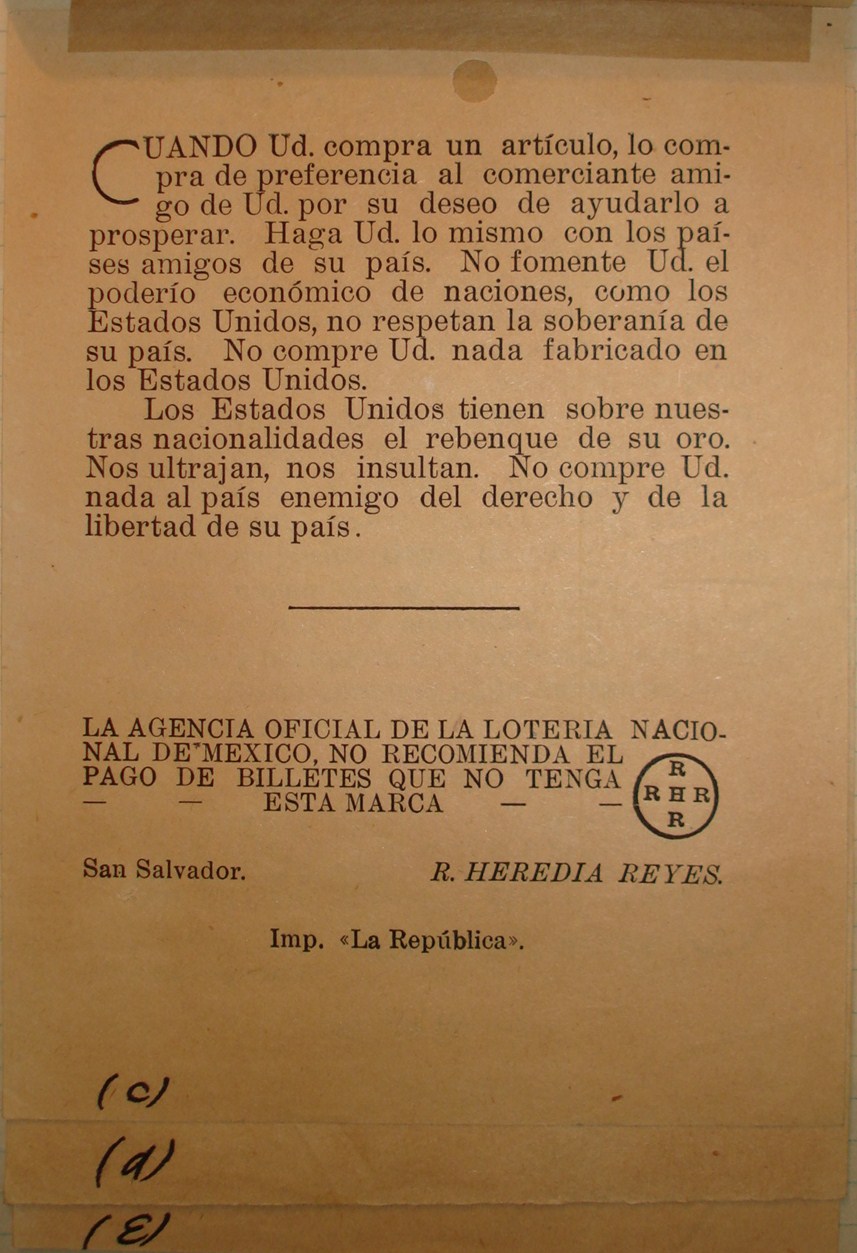 CUANDO Ud. compra un artículo, lo com-
pra de preferencia al comerciante ami-
go de Ud. por su deseo de ayudarlo a
prosperar. Haga Ud. lo mismo con los paí-
ses amigos de su país. No fomente Ud. el
poderío económico de naciones, como los
Estados Unidos, no respetan la soberanía de
su país. No compre Ud. nada fabricado en
los Estados Unidos.
Los Estados Unidos tienen sobre nues-
tras nacionalidades el rebenque de su oro.
Nos ultrajan, nos insultan. No compre Ud.
nada al país enemigo del derecho y de la
libertad de su país.
LA AGENCIA OFICIAL DE LA LOTERIA NACIO-
NAL DE MEXICO, NO RECOMIENDA EL
PAGO DE BILLETES QUE NO TENGA
— — ESTA MARCA — —
R
R H R
R
San Salvador. R. HEREDIA REYES.
Imp. «La República».
(c)
(d)
(E)